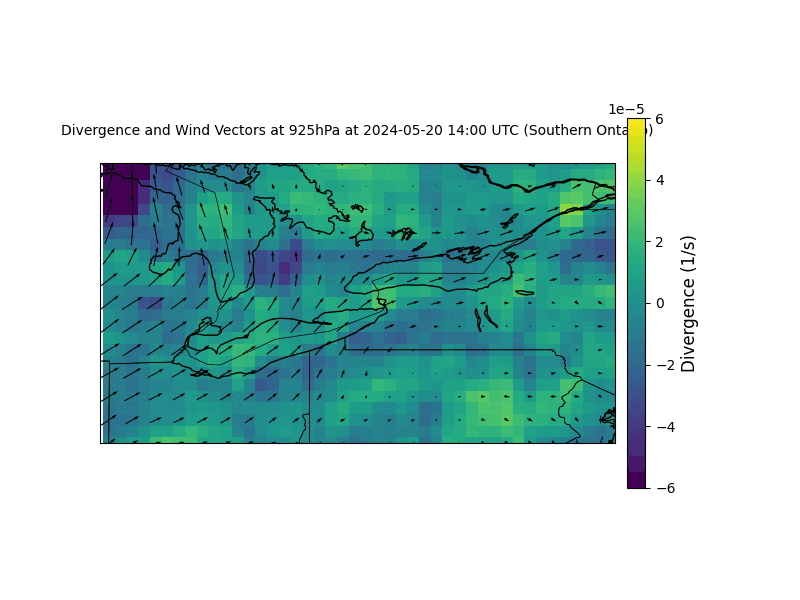 Divergence and Wind Vectors at 925hPa at 2024-05-20 14:00 UTC (Southern Ontario)
1e−5
6
4
2
0
−2
−4
−6
Divergence (1/s)